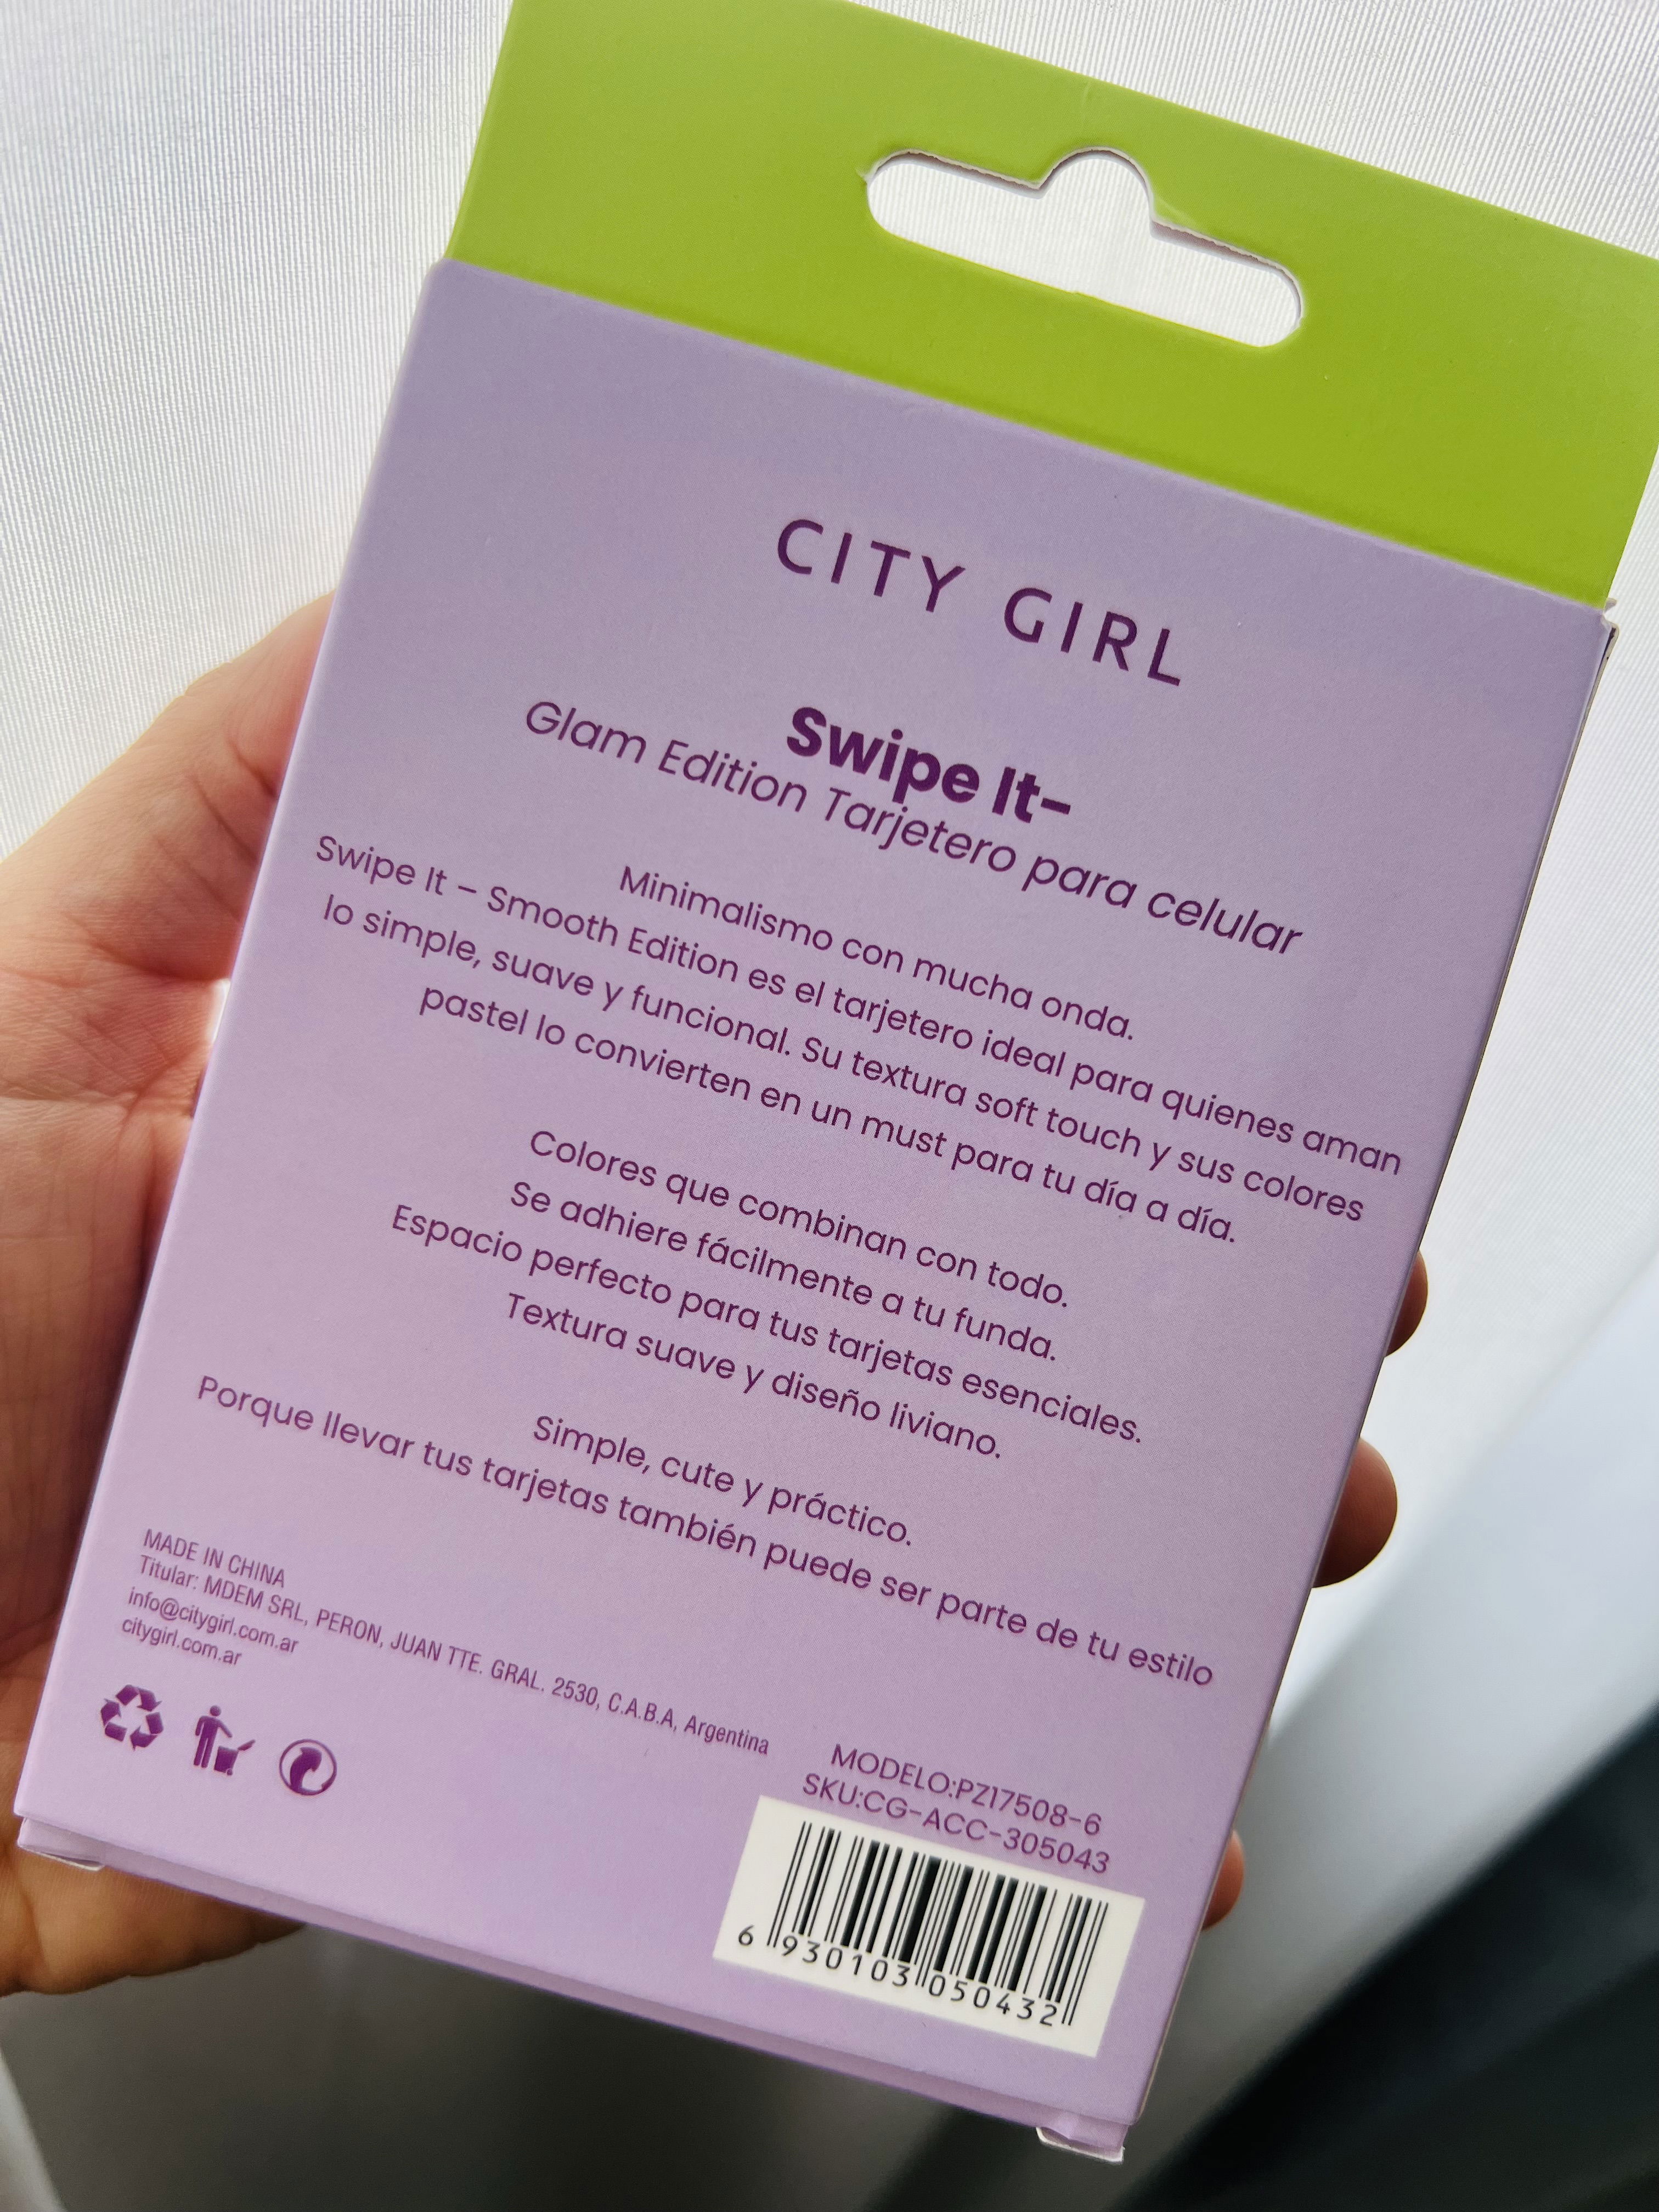 CITY GIRL
Swipe It-
Glam Edition Tarjetero para celular
Minimalismo con mucha onda.
Swipe It – Smooth Edition es el tarjetero ideal para quienes aman
lo simple, suave y funcional. Su textura soft touch y sus colores
pastel lo convierten en un must para tu día a día.
Colores que combinan con todo.
Se adhiere fácilmente a tu funda.
Espacio perfecto para tus tarjetas esenciales.
Textura suave y diseño liviano.
Simple, cute y práctico.
Porque llevar tus tarjetas también puede ser parte de tu estilo
MADE IN CHINA
Titular: MDEM SRL, PERON, JUAN TTE. GRAL. 2530, C.A.B.A, Argentina
info@citygirl.com.ar
citygirl.com.ar
MODELO:PZ17508-6
SKU:CG-ACC-305043
6 930103 050432